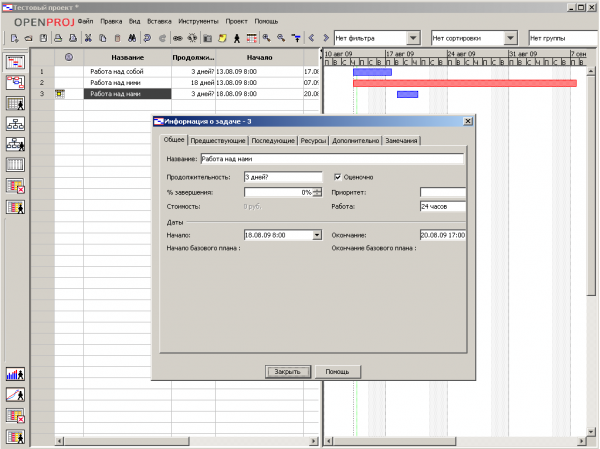 Тестовый проект *
OPENPROJ Файл Правка Вид Вставка Инструменты Проект Помощь
Нет фильтра Нет сортировки Нет группы
Название Продолжи... Начало
10 авг 09 17 авг 09 24 авг 09 31 авг 09 7 сен
1 Работа над собой 3 дней? 13.08.09 8:00 17.0
2 Работа над ними 18 дней 13.08.09 8:00 07.0
3 Работа над нами 3 дней? 18.08.09 8:00 20.0
Информация о задаче - 3
Общее Предшествующие Последующие Ресурсы Дополнительно Замечания
Название: Работа над нами
Продолжительность: 3 дней? Оценочно
% завершения: 0% Приоритет:
Стоимость: 0 руб. Работа: 24 часов
Даты
Начало: 18.08.09 8:00 Окончание: 20.08.09 17:00
Начало базового плана : Окончание базового плана :
Закрыть Помощь